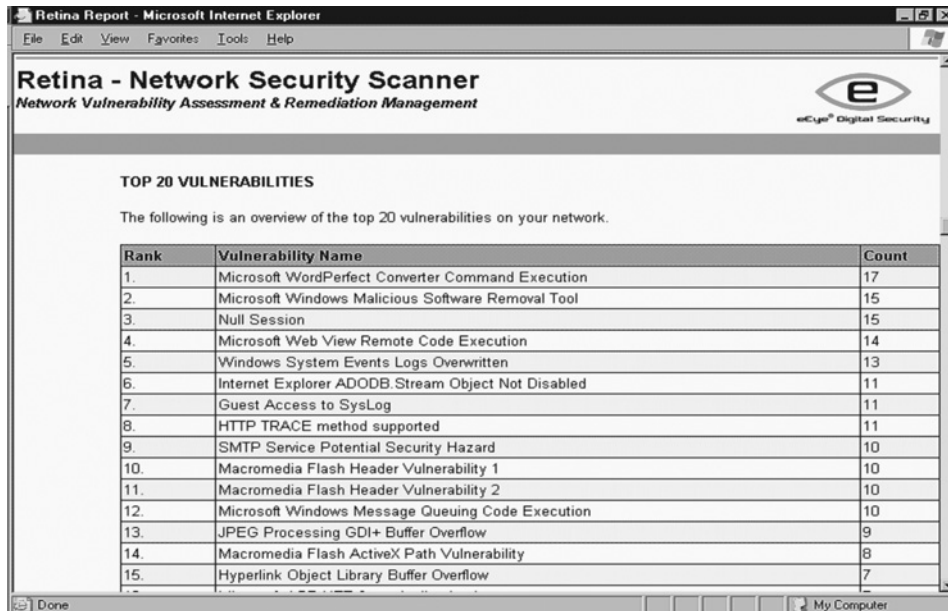 Retina Report - Microsoft Internet Explorer
File Edit View Favorites Tools Help
Retina - Network Security Scanner
Network Vulnerability Assessment & Remediation Management
e
eEye® Digital Security
TOP 20 VULNERABILITIES
The following is an overview of the top 20 vulnerabilities on your network.
Rank Vulnerability Name Count
1. Microsoft WordPerfect Converter Command Execution 17
2. Microsoft Windows Malicious Software Removal Tool 15
3. Null Session 15
4. Microsoft Web View Remote Code Execution 14
5. Windows System Events Logs Overwritten 13
6. Internet Explorer ADODB.Stream Object Not Disabled 11
7. Guest Access to SysLog 11
8. HTTP TRACE method supported 11
9. SMTP Service Potential Security Hazard 10
10. Macromedia Flash Header Vulnerability 1 10
11. Macromedia Flash Header Vulnerability 2 10
12. Microsoft Windows Message Queuing Code Execution 10
13. JPEG Processing GDI+ Buffer Overflow 9
14. Macromedia Flash ActiveX Path Vulnerability 8
15. Hyperlink Object Library Buffer Overflow 7
Done My Computer